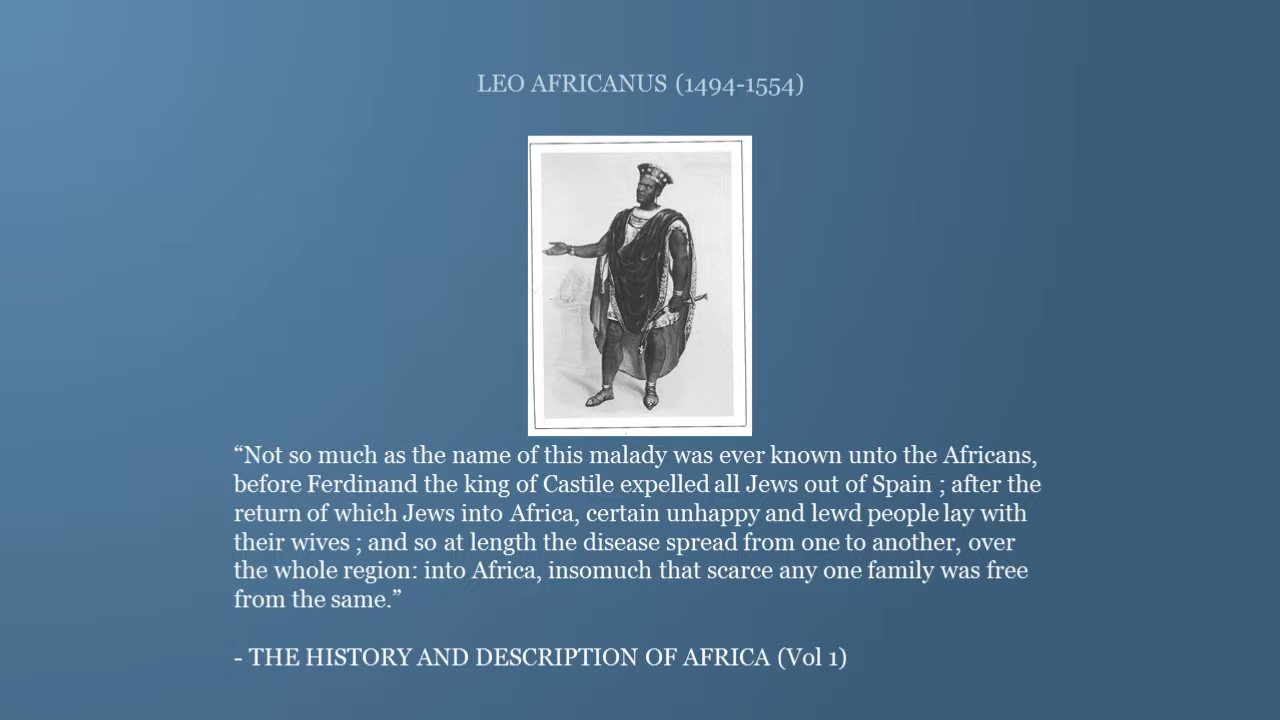 LEO AFRICANUS (1494-1554)
“Not so much as the name of this malady was ever known unto the Africans,
before Ferdinand the king of Castile expelled all Jews out of Spain ; after the
return of which Jews into Africa, certain unhappy and lewd people lay with
their wives ; and so at length the disease spread from one to another, over
the whole region: into Africa, insomuch that scarce any one family was free
from the same.”
- THE HISTORY AND DESCRIPTION OF AFRICA (Vol 1)